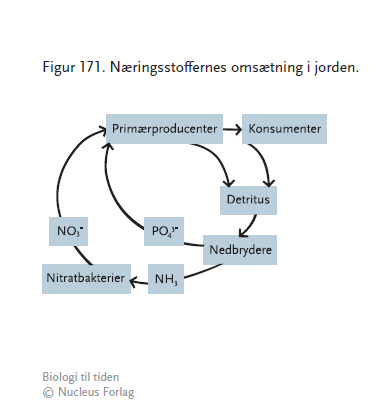 Figur 171. Næringsstoffernes omsætning i jorden.
Primærproducenter
Konsumenter
Detritus
NO₃⁻
PO₄³⁻
Nedbrydere
Nitratbakterier
NH₃
Biologi til tiden
© Nucleus Forlag